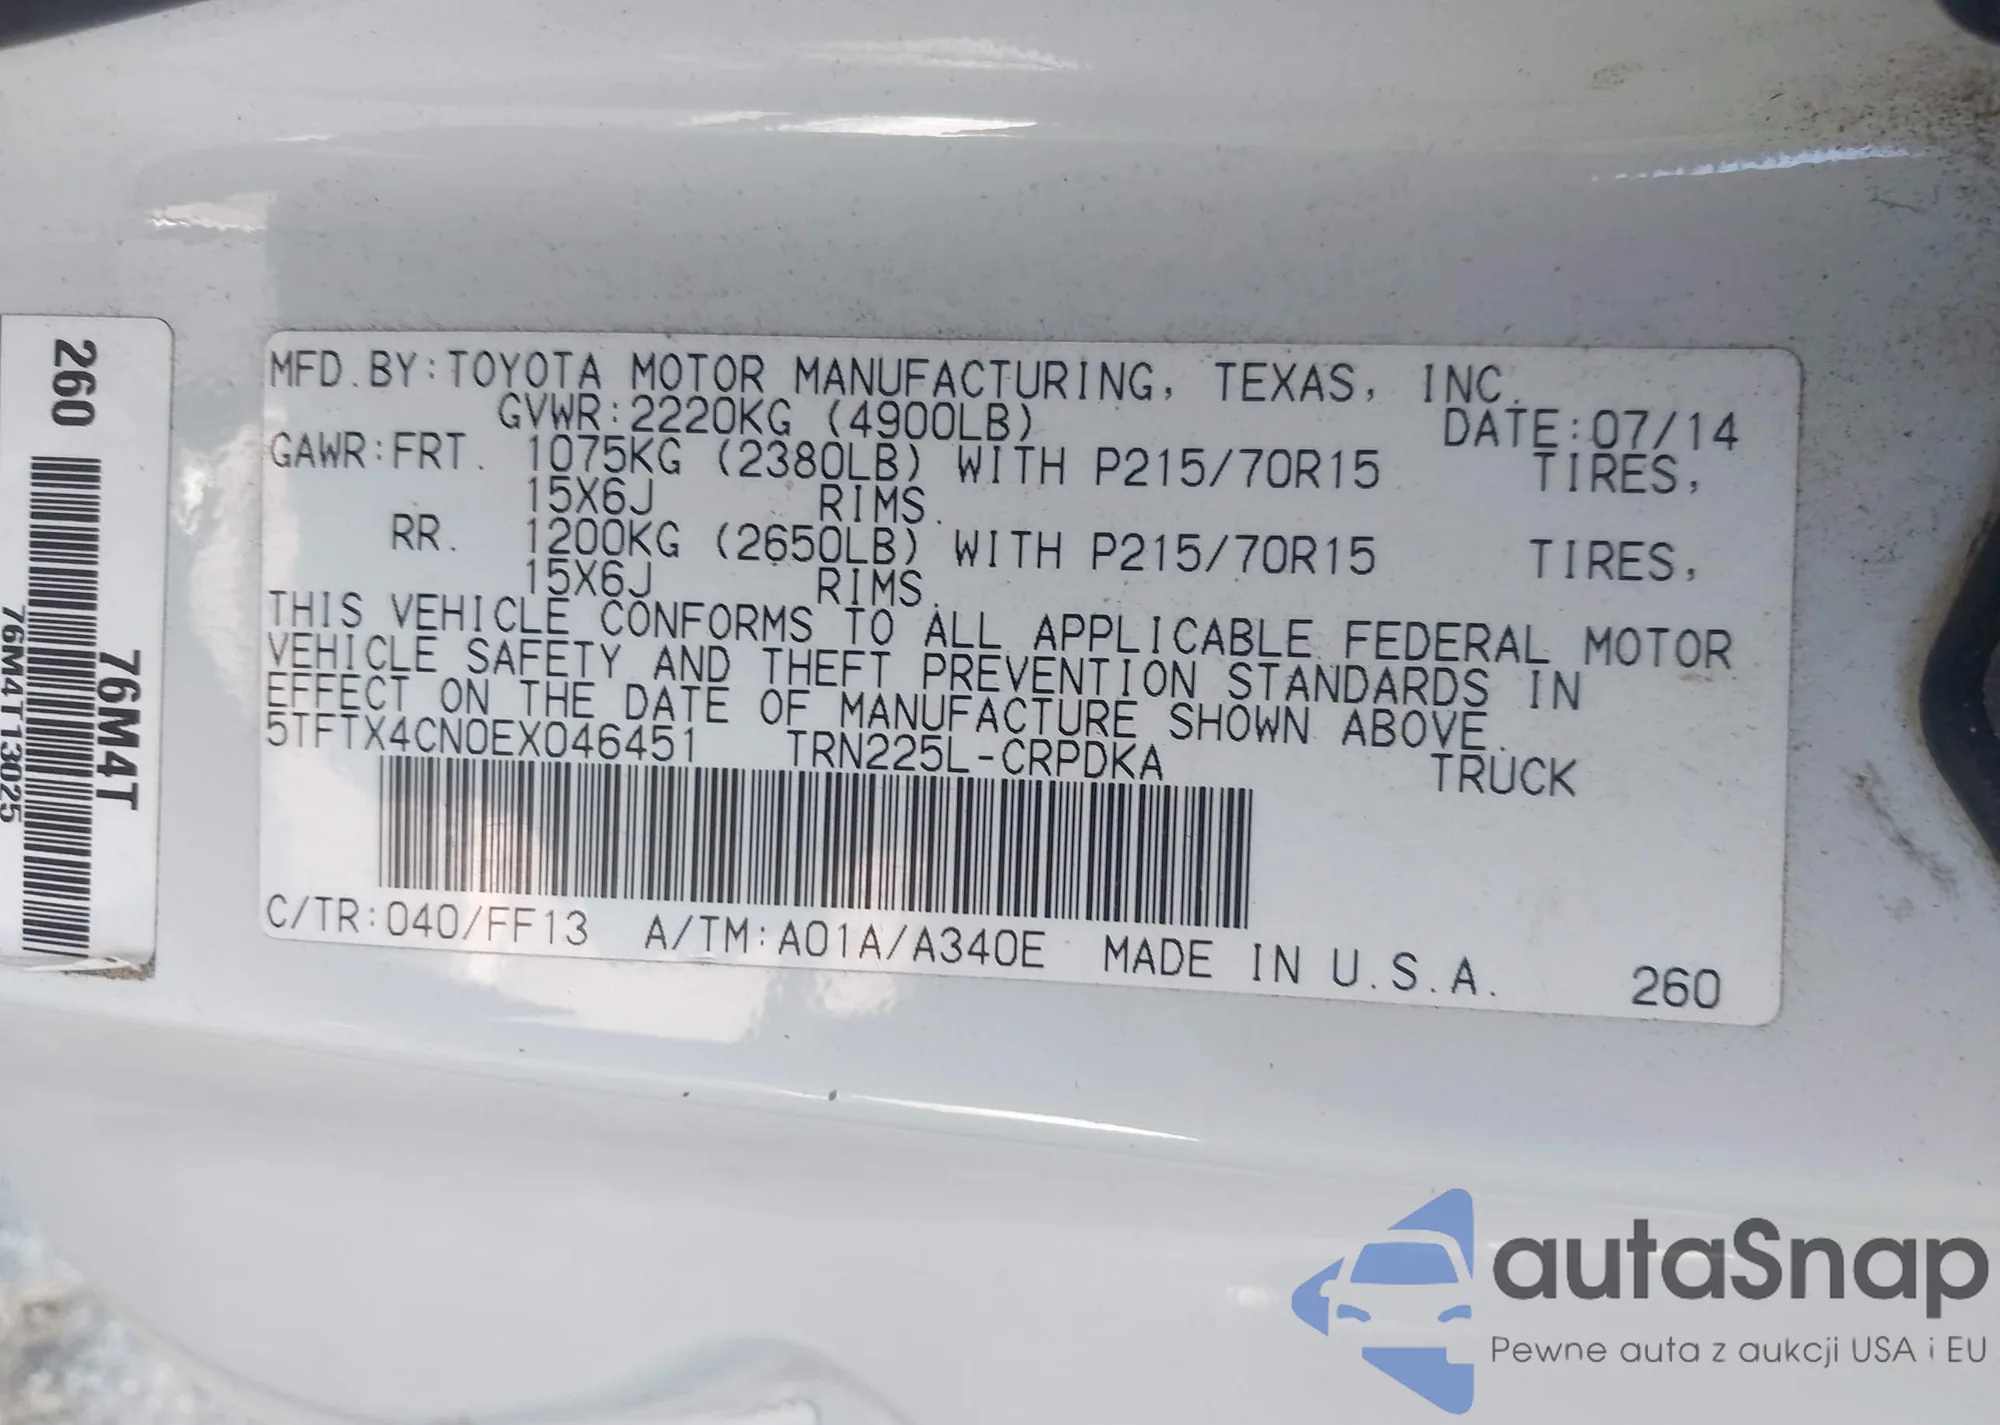 MFD.BY:TOYOTA MOTOR MANUFACTURING, TEXAS, INC.
GVWR:2220KG (4900LB) DATE:07/14
GAWR:FRT. 1075KG (2380LB) WITH P215/70R15 TIRES,
15X6J RIMS.
RR. 1200KG (2650LB) WITH P215/70R15 TIRES,
15X6J RIMS.
THIS VEHICLE CONFORMS TO ALL APPLICABLE FEDERAL MOTOR
VEHICLE SAFETY AND THEFT PREVENTION STANDARDS IN
EFFECT ON THE DATE OF MANUFACTURE SHOWN ABOVE.
5TFTX4CN0EX046451 TRN225L-CRPDKA TRUCK
C/TR:040/FF13 A/TM:A01A/A340E MADE IN U.S.A. 260
260
76M4T
76M4T13025
autaSnap
Pewne auta z aukcji USA i EU